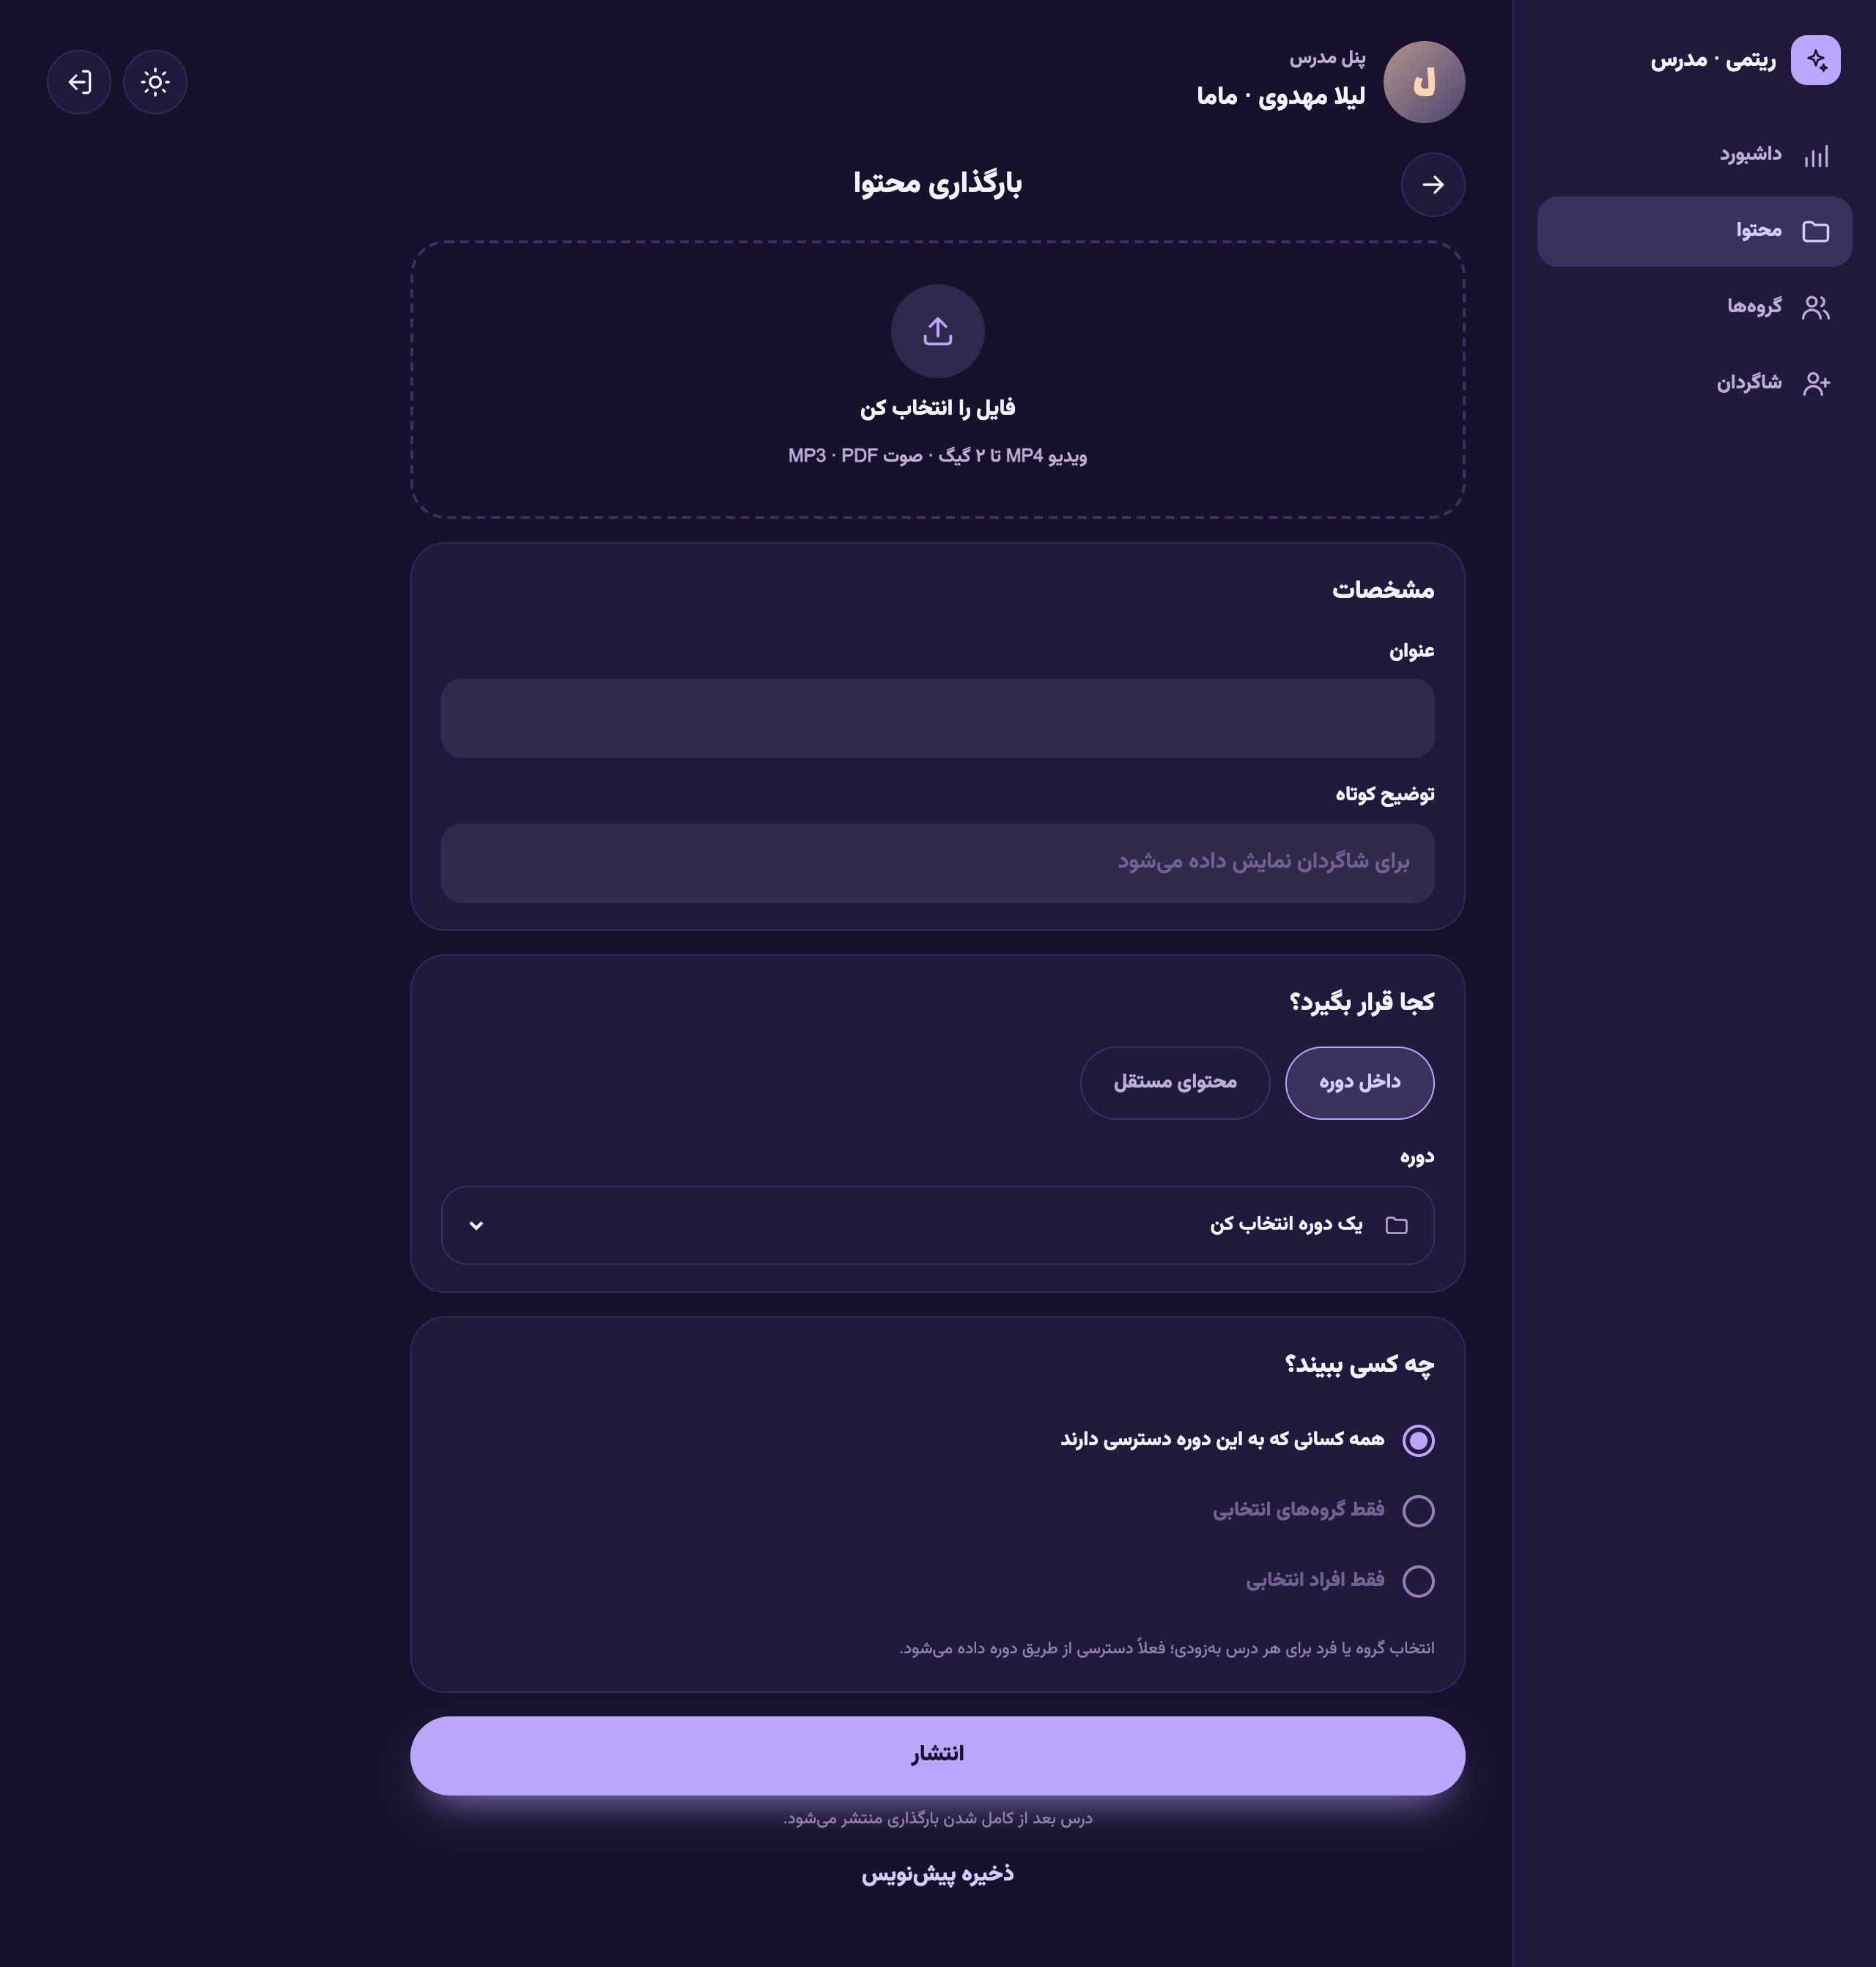 ریتمی · مدرس
داشبورد
محتوا
گروه‌ها
شاگردان
ل
پنل مدرس
لیلا مهدوی · ماما
بارگذاری محتوا
فایل را انتخاب کن
ویدیو MP4 تا ۲ گیگ · صوت MP3 · PDF
مشخصات
عنوان
توضیح کوتاه
برای شاگردان نمایش داده می‌شود
کجا قرار بگیرد؟
داخل دوره
محتوای مستقل
دوره
یک دوره انتخاب کن
چه کسی ببیند؟
همه کسانی که به این دوره دسترسی دارند
فقط گروه‌های انتخابی
فقط افراد انتخابی
انتخاب گروه یا فرد برای هر درس به‌زودی؛ فعلاً دسترسی از طریق دوره داده می‌شود.
انتشار
درس بعد از کامل شدن بارگذاری منتشر می‌شود.
ذخیره پیش‌نویس